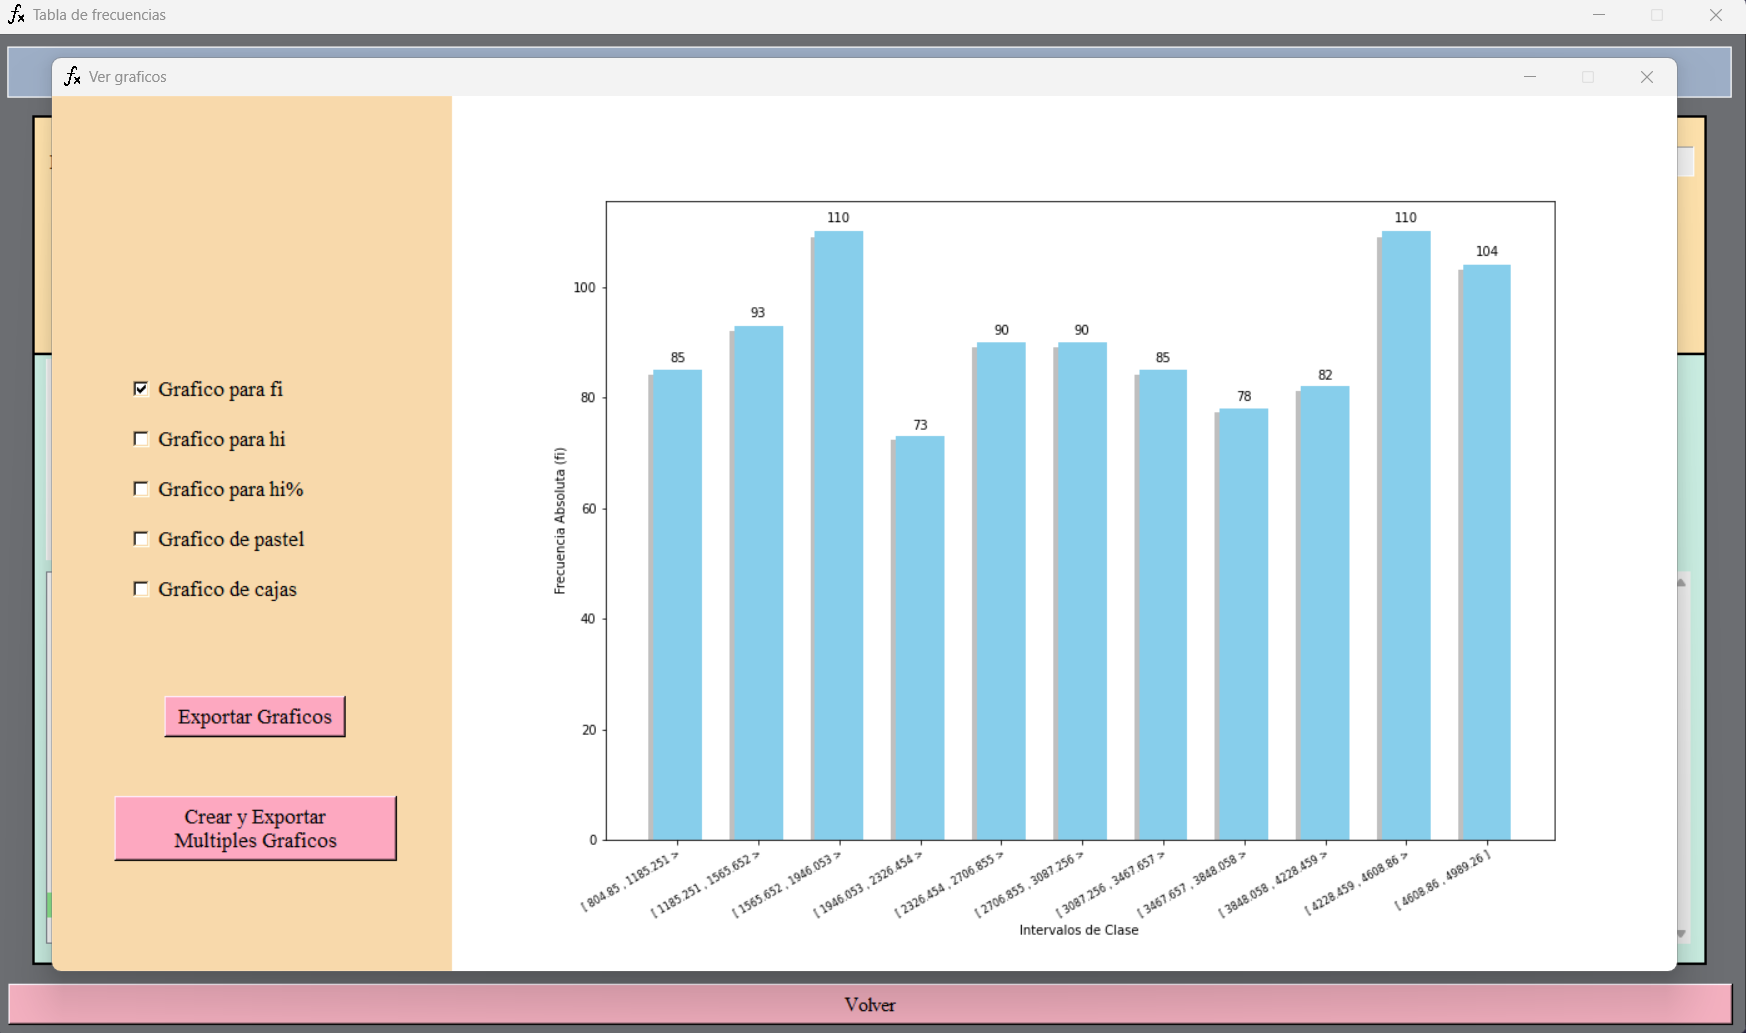 Tabla de frecuencias
Ver graficos
Grafico para fi
Grafico para hi
Grafico para hi%
Grafico de pastel
Grafico de cajas
Exportar Graficos
Crear y Exportar
Multiples Graficos
110
110
104
93
90
90
85
85
82
78
73
100
80
60
40
20
0
Frecuencia Absoluta (fi)
[ 804.85 , 1185.251 >
[ 1185.251 , 1565.652 >
[ 1565.652 , 1946.053 >
[ 1946.053 , 2326.454 >
[ 2326.454 , 2706.855 >
[ 2706.855 , 3087.256 >
[ 3087.256 , 3467.657 >
[ 3467.657 , 3848.058 >
[ 3848.058 , 4228.459 >
[ 4228.459 , 4608.86 >
[ 4608.86 , 4989.26 ]
Intervalos de Clase
Volver